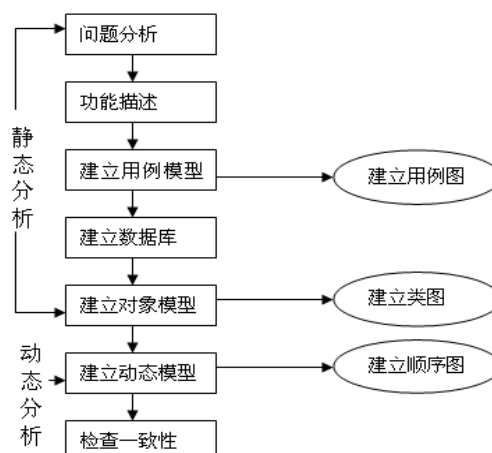 问题分析
功能描述
静态分析
建立用例模型
建立用例图
建立数据库
建立对象模型
建立类图
动态分析
建立动态模型
建立顺序图
检查一致性